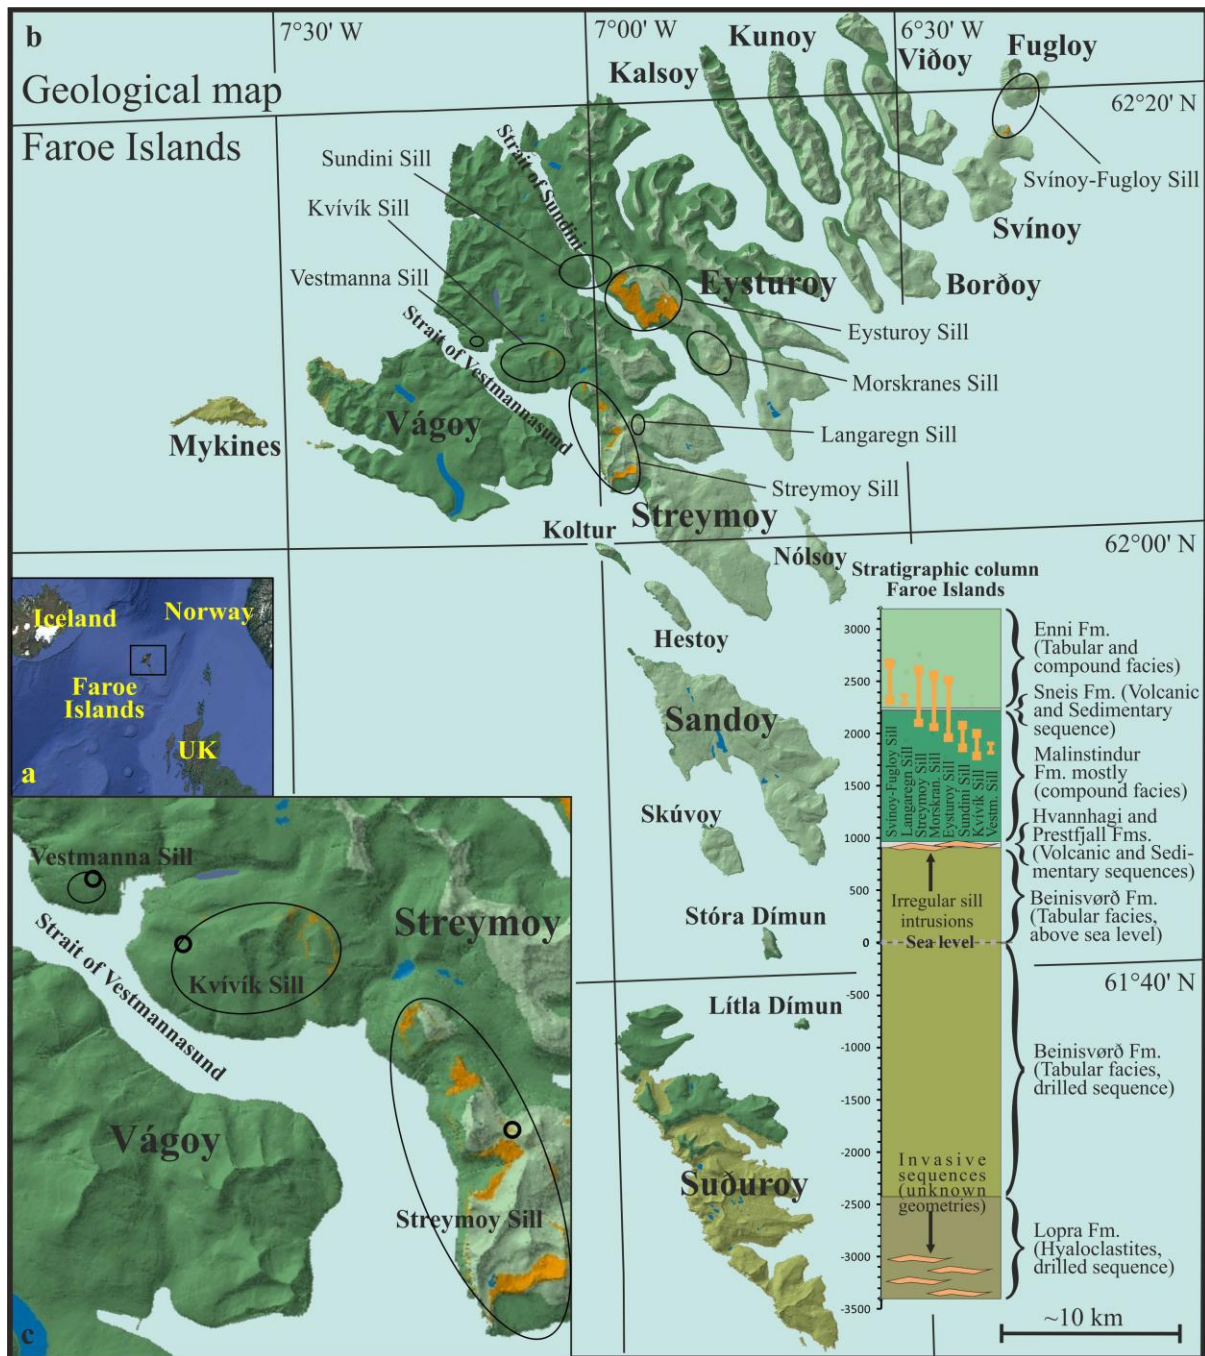 b
Geological map
Faroe Islands
7°30' W
7°00' W
6°30' W
62°20' N
62°00' N
61°40' N
Kalsoy
Kunoy
Viðoy
Fugloy
Svínoy-Fugloy Sill
Svínoy
Borðoy
Eysturoy
Sundini Sill
Kvívík Sill
Vestmanna Sill
Strait of Sundini
Strait of Vestmannasund
Eysturoy Sill
Morskranes Sill
Langaregn Sill
Streymoy Sill
Mykines
Vágoy
Streymoy
Koltur
Nólsoy
Hestoy
Sandoy
Skúvoy
Stóra Dímun
Lítla Dímun
Suðuroy
Iceland
Norway
Faroe
Islands
UK
a
Vestmanna Sill
Strait of Vestmannasund
Kvívík Sill
Streymoy
Vágoy
Streymoy Sill
c
Stratigraphic column
Faroe Islands
3000
2500
2000
1500
1000
500
0
-500
-1000
-1500
-2000
-2500
-3000
-3500
Svinoy-Fugloy Sill
Langaregn Sill
Streymoy Sill
Morskran. Sill
Eysturoy Sill
Sundini Sill
Kvívík Sill
Vestm. Sill
Irregular sill
intrusions
Sea level
Invasive
sequences
(unknown
geometries)
Enni Fm.
(Tabular and
compound facies)
Sneis Fm. (Volcanic
and Sedimentary
sequence)
Malinstindur
Fm. mostly
(compound facies)
Hvannhagi and
Prestfjall Fms.
(Volcanic and Sedi-
mentary sequences)
Beinisvørð Fm.
(Tabular facies,
above sea level)
Beinisvørð Fm.
(Tabular facies,
drilled sequence)
Lopra Fm.
(Hyaloclastites,
drilled sequence)
~10 km